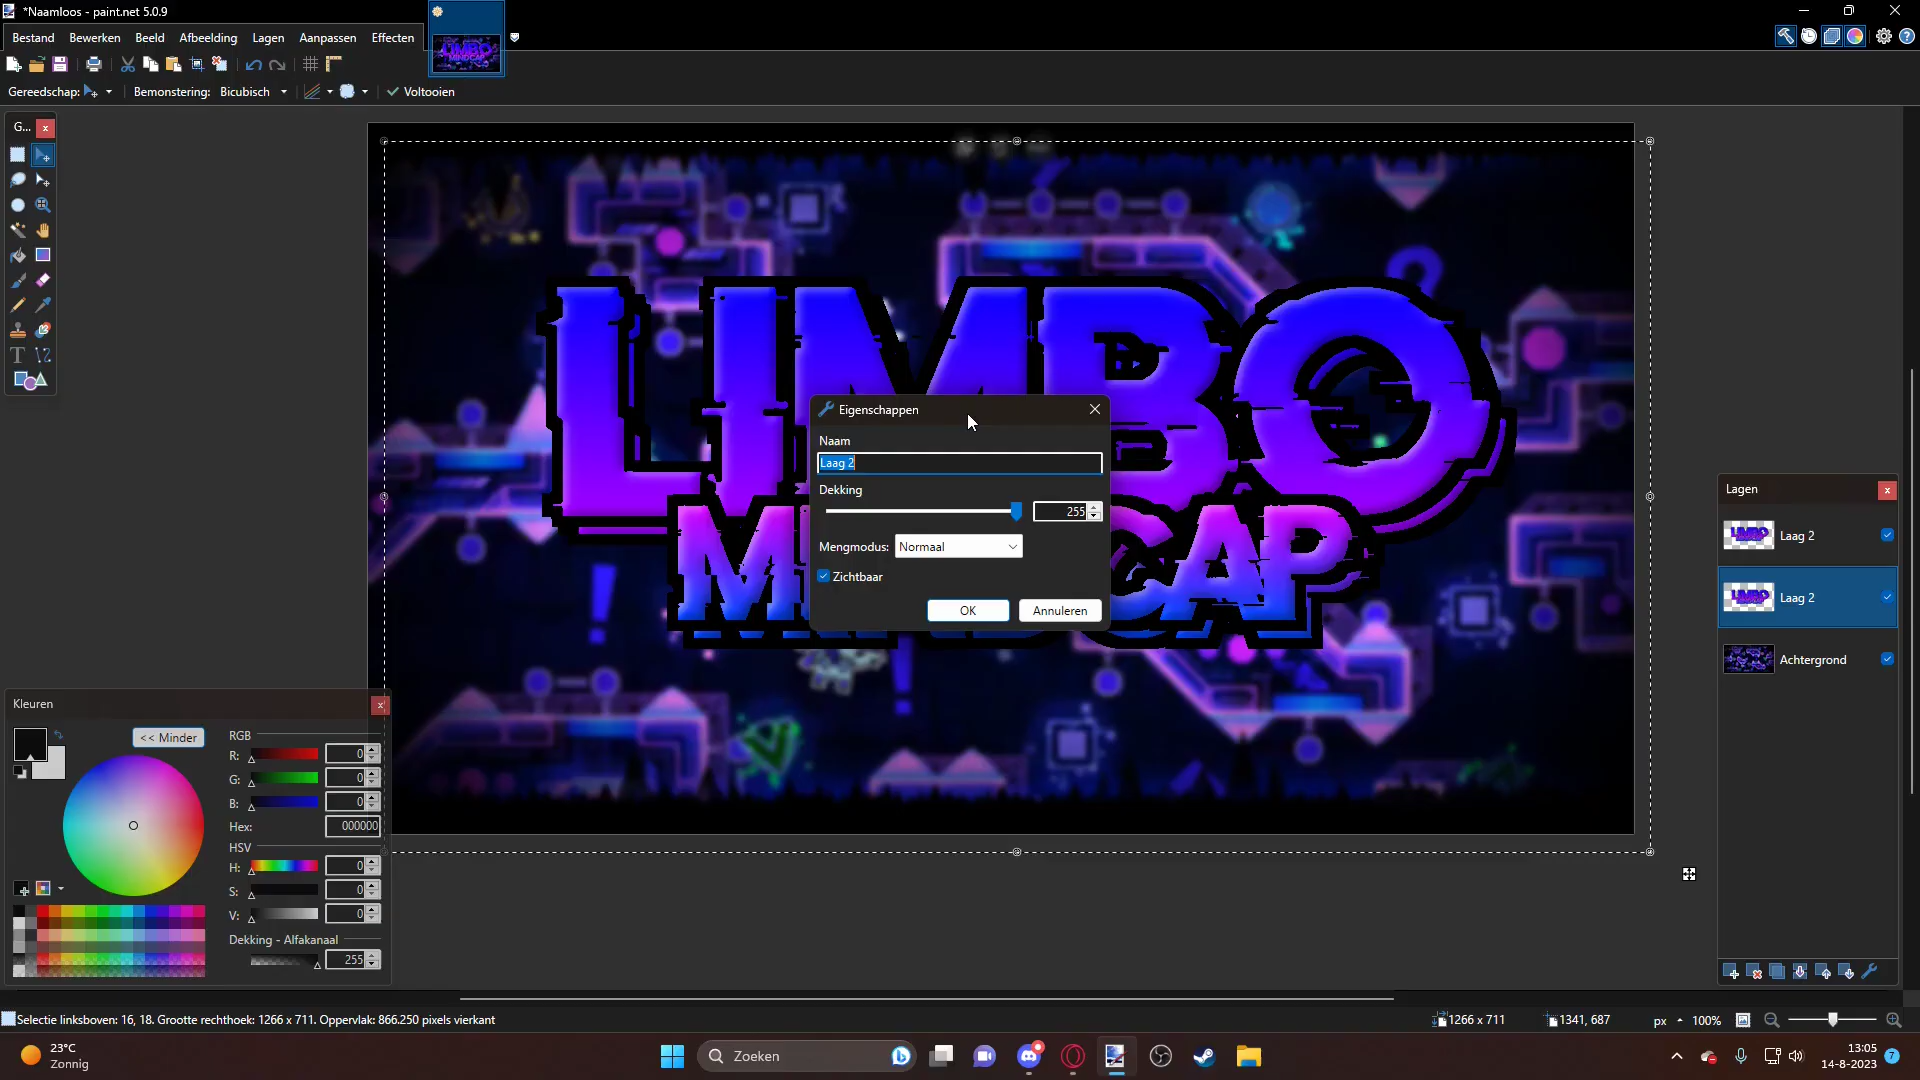 *Naamloos - paint.net 5.0.9
Bestand Bewerken Beeld Afbeelding Lagen Aanpassen Effecten
Gereedschap: Bemonstering: Bicubisch Voltooien
G...
LIMBO
Eigenschappen
Naam
Laag 2
Dekking
255
Mengmodus: Normaal
Zichtbaar
OK Annuleren
Lagen
Laag 2
Laag 2
Achtergrond
Kleuren
<< Minder
RGB
R: 0
G: 0
B: 0
Hex: 000000
HSV
H: 0
S: 0
V: 0
Dekking - Alfakanaal
255
Selectie linksboven: 16, 18. Grootte rechthoek: 1266 x 711. Oppervlak: 866.250 pixels vierkant
1266 x 711
1341, 687
px 100%
23°C
Zonnig
Zoeken
13:05
14-8-2023
7